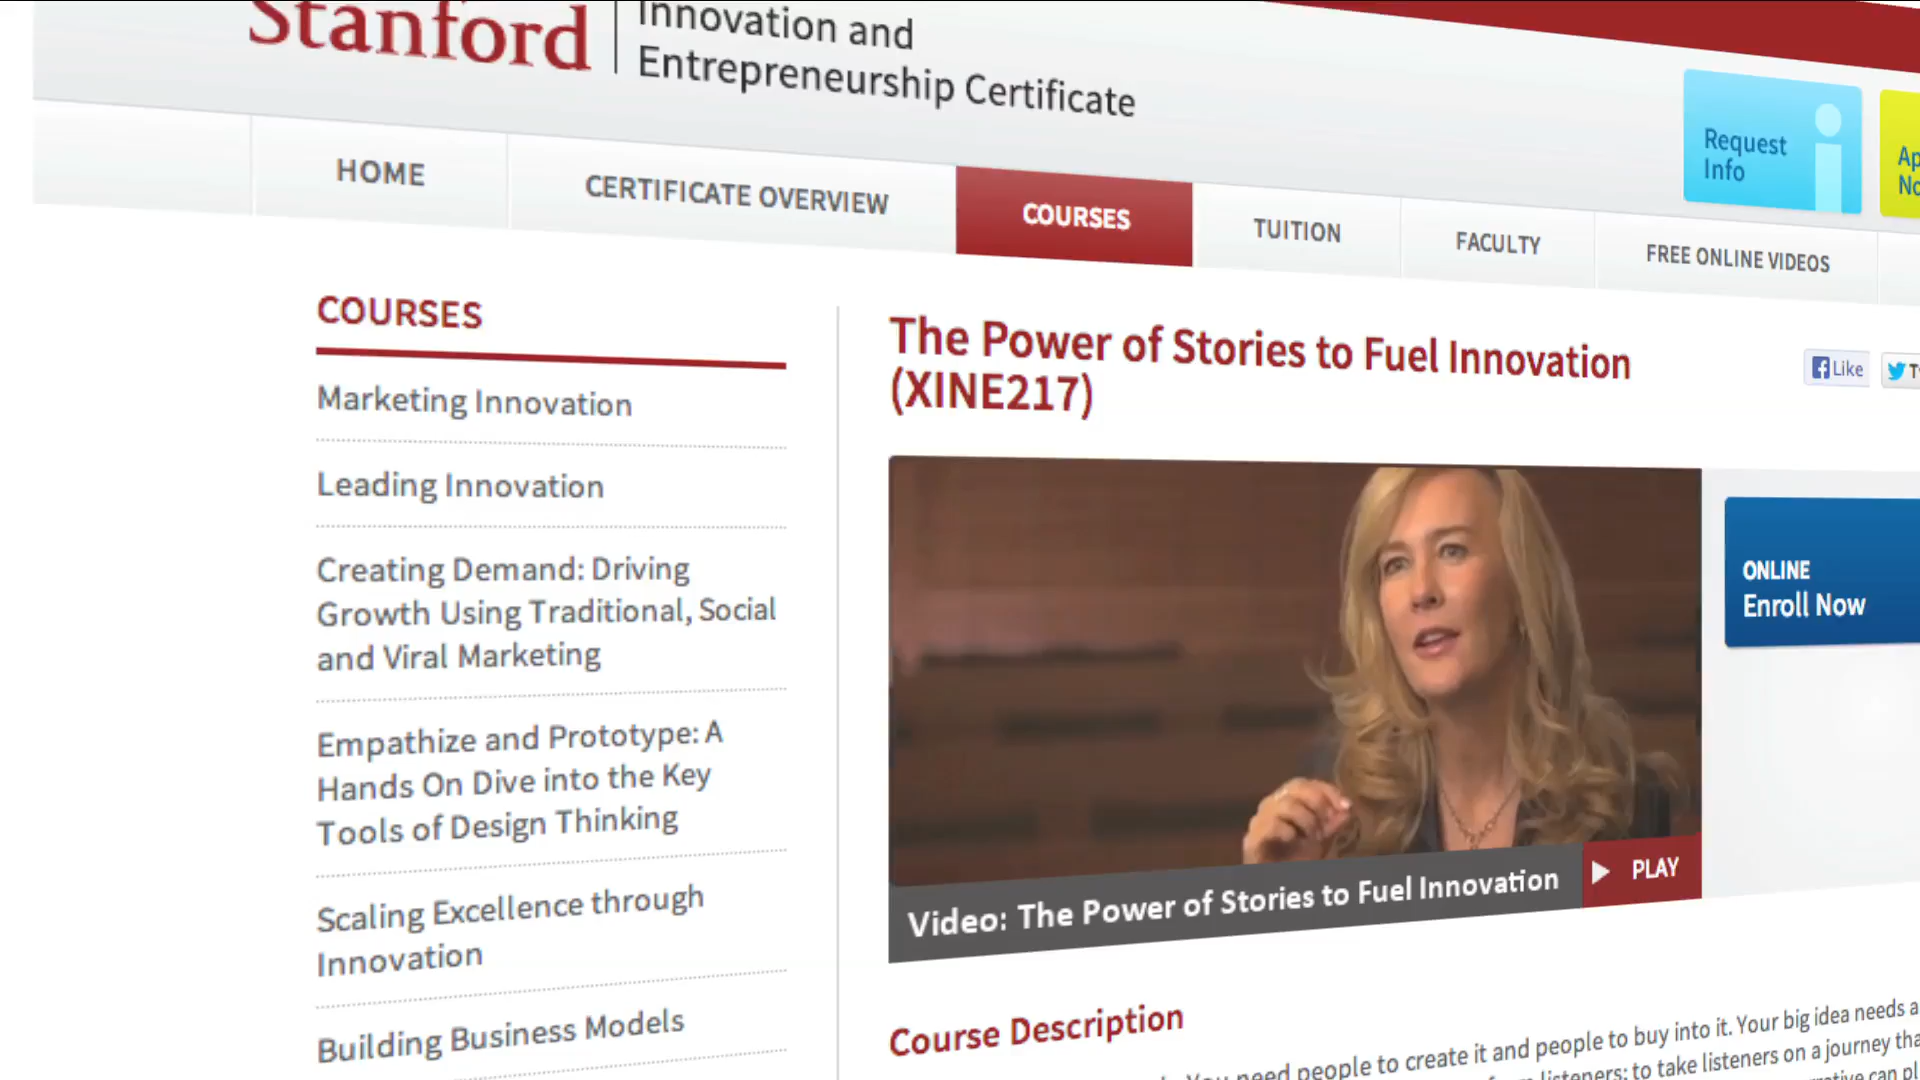 Stanford
Innovation and
Entrepreneurship Certificate
Request
Info
HOME
CERTIFICATE OVERVIEW
COURSES
TUITION
FACULTY
FREE ONLINE VIDEOS
COURSES
Marketing Innovation
Leading Innovation
Creating Demand: Driving
Growth Using Traditional, Social
and Viral Marketing
Empathize and Prototype: A
Hands On Dive into the Key
Tools of Design Thinking
Scaling Excellence through
Innovation
Building Business Models
The Power of Stories to Fuel Innovation
(XINE217)
Like
ONLINE
Enroll Now
Video: The Power of Stories to Fuel Innovation
PLAY
Course Description
You need people to create it and people to buy into it. Your big idea needs a
listeners: to take listeners on a journey
can